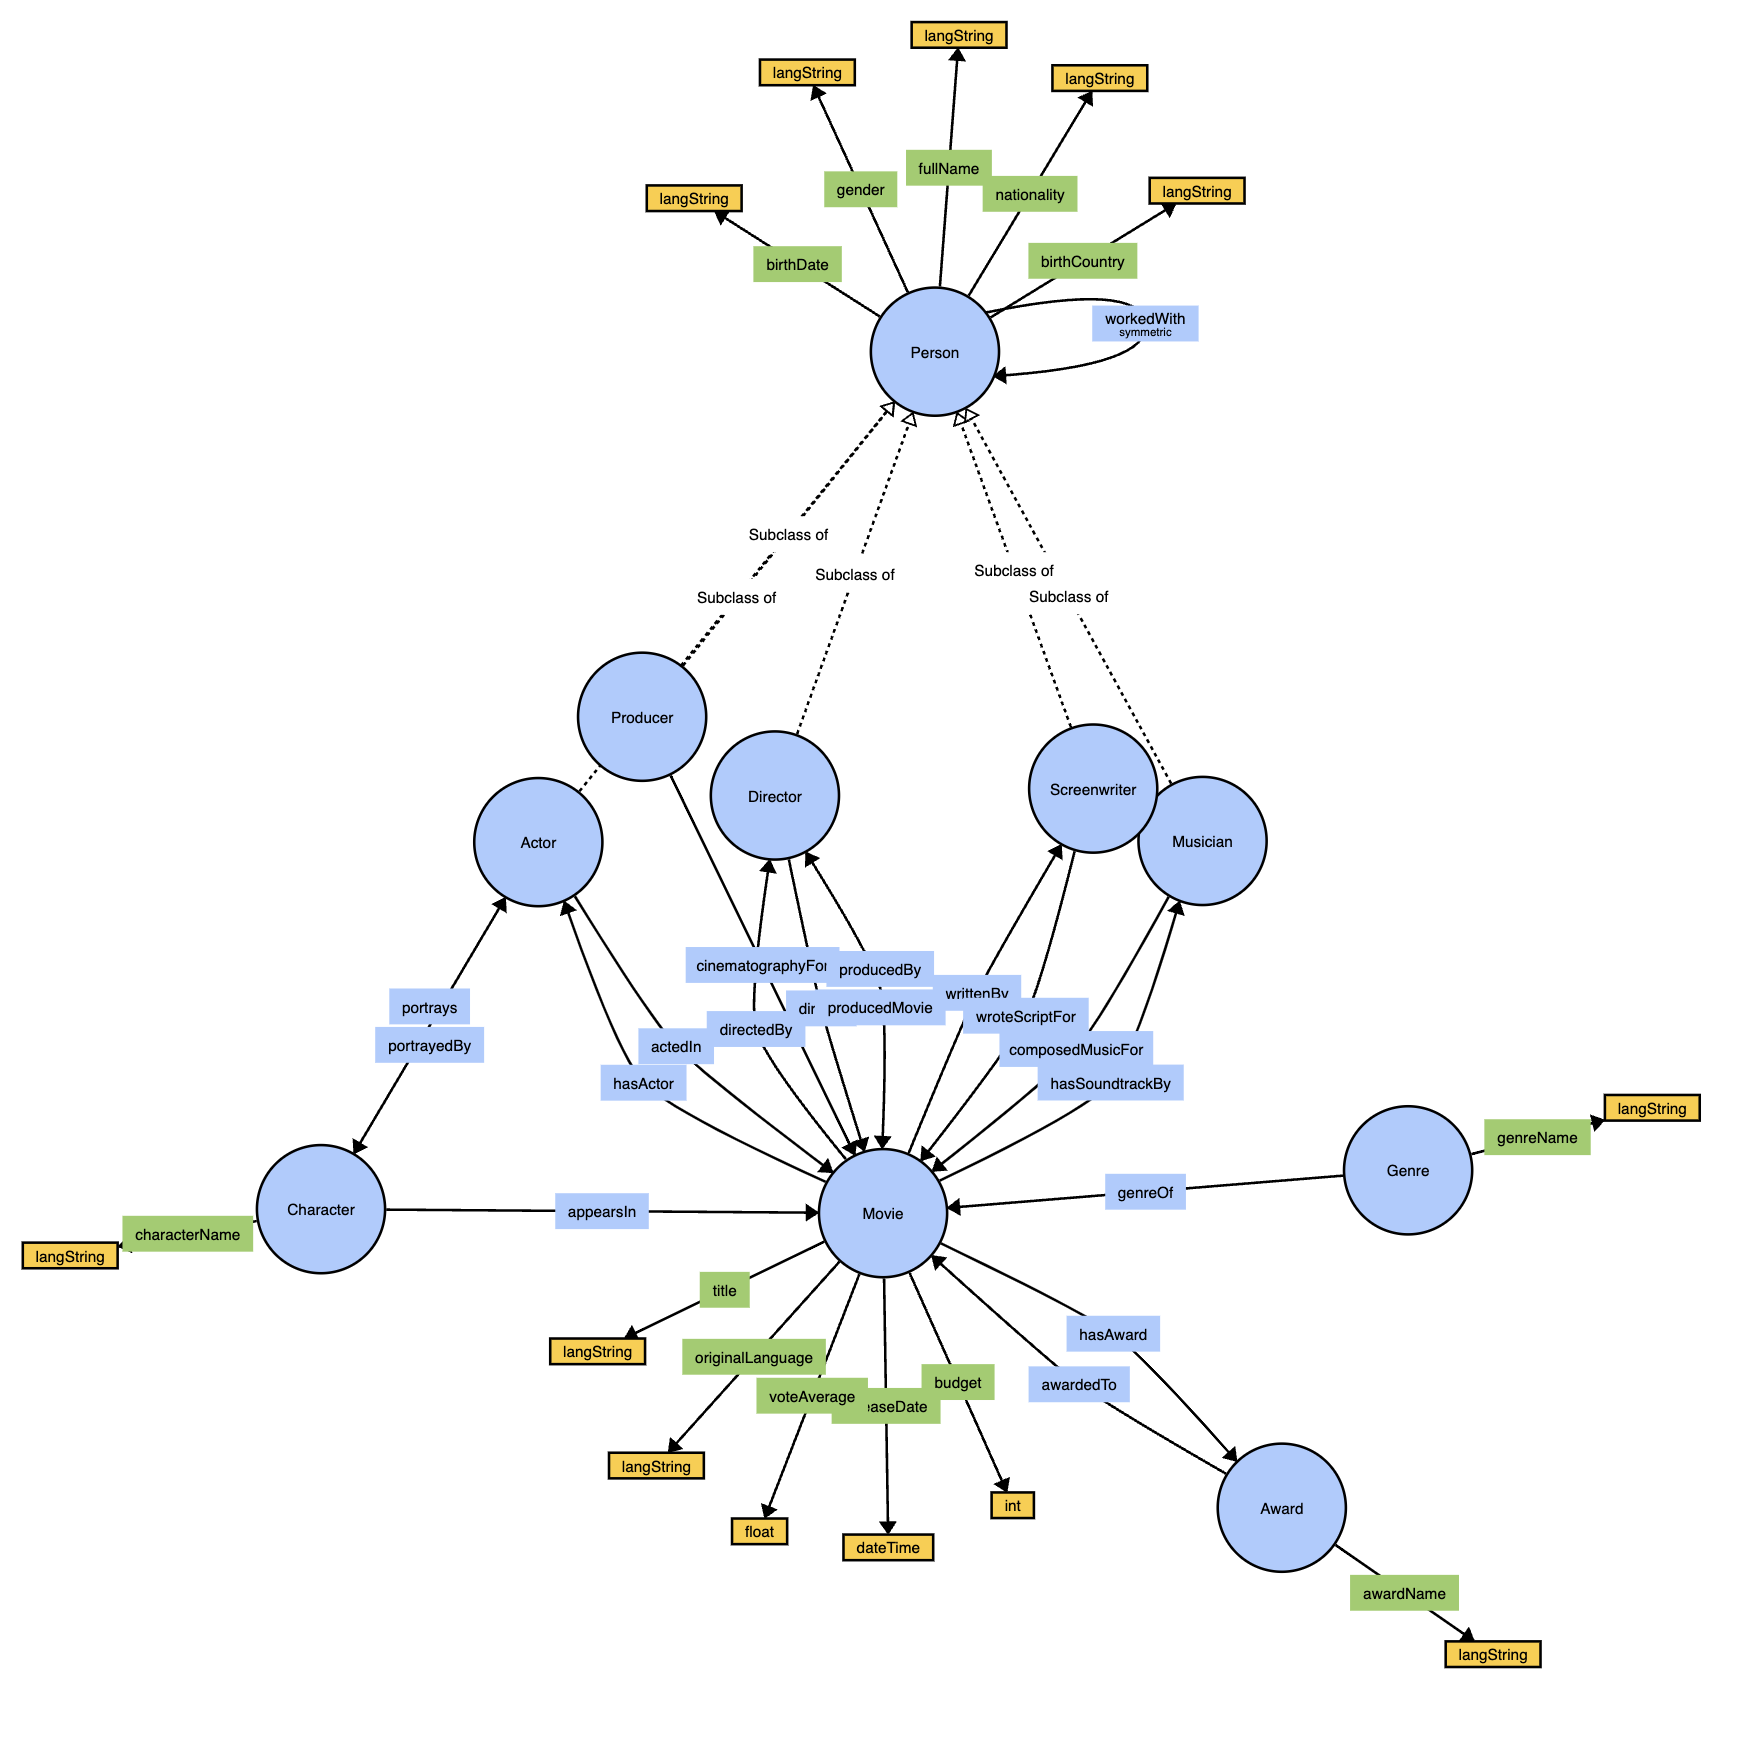 langString
langString
langString
fullName
gender
nationality
langString
langString
birthDate
birthCountry
workedWith
symmetric
Person
Subclass of
Subclass of
Subclass of
Subclass of
Subclass of
Producer
Director
Screenwriter
Actor
Musician
cinematographyFor
producedBy
writtenBy
portrays
producedMovie
wroteScriptFor
directedBy
portrayedBy
actedIn
composedMusicFor
hasActor
hasSoundtrackBy
langString
genreName
Genre
genreOf
Character
appearsIn
Movie
characterName
langString
title
hasAward
langString
originalLanguage
budget
awardedTo
voteAverage
langString
int
Award
float
dateTime
awardName
langString